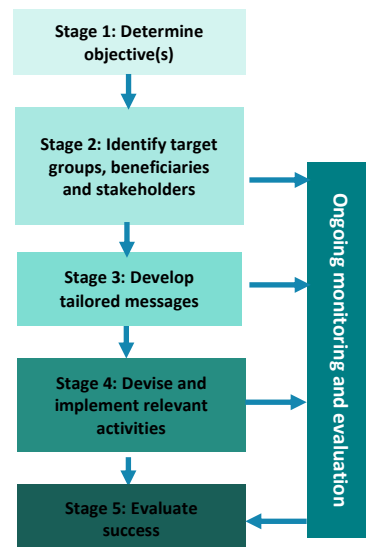 Stage 1: Determine
objective(s)
Stage 2: Identify target
groups, beneficiaries
and stakeholders
Stage 3: Develop
tailored messages
Stage 4: Devise and
implement relevant
activities
Stage 5: Evaluate
success
Ongoing monitoring and evaluation